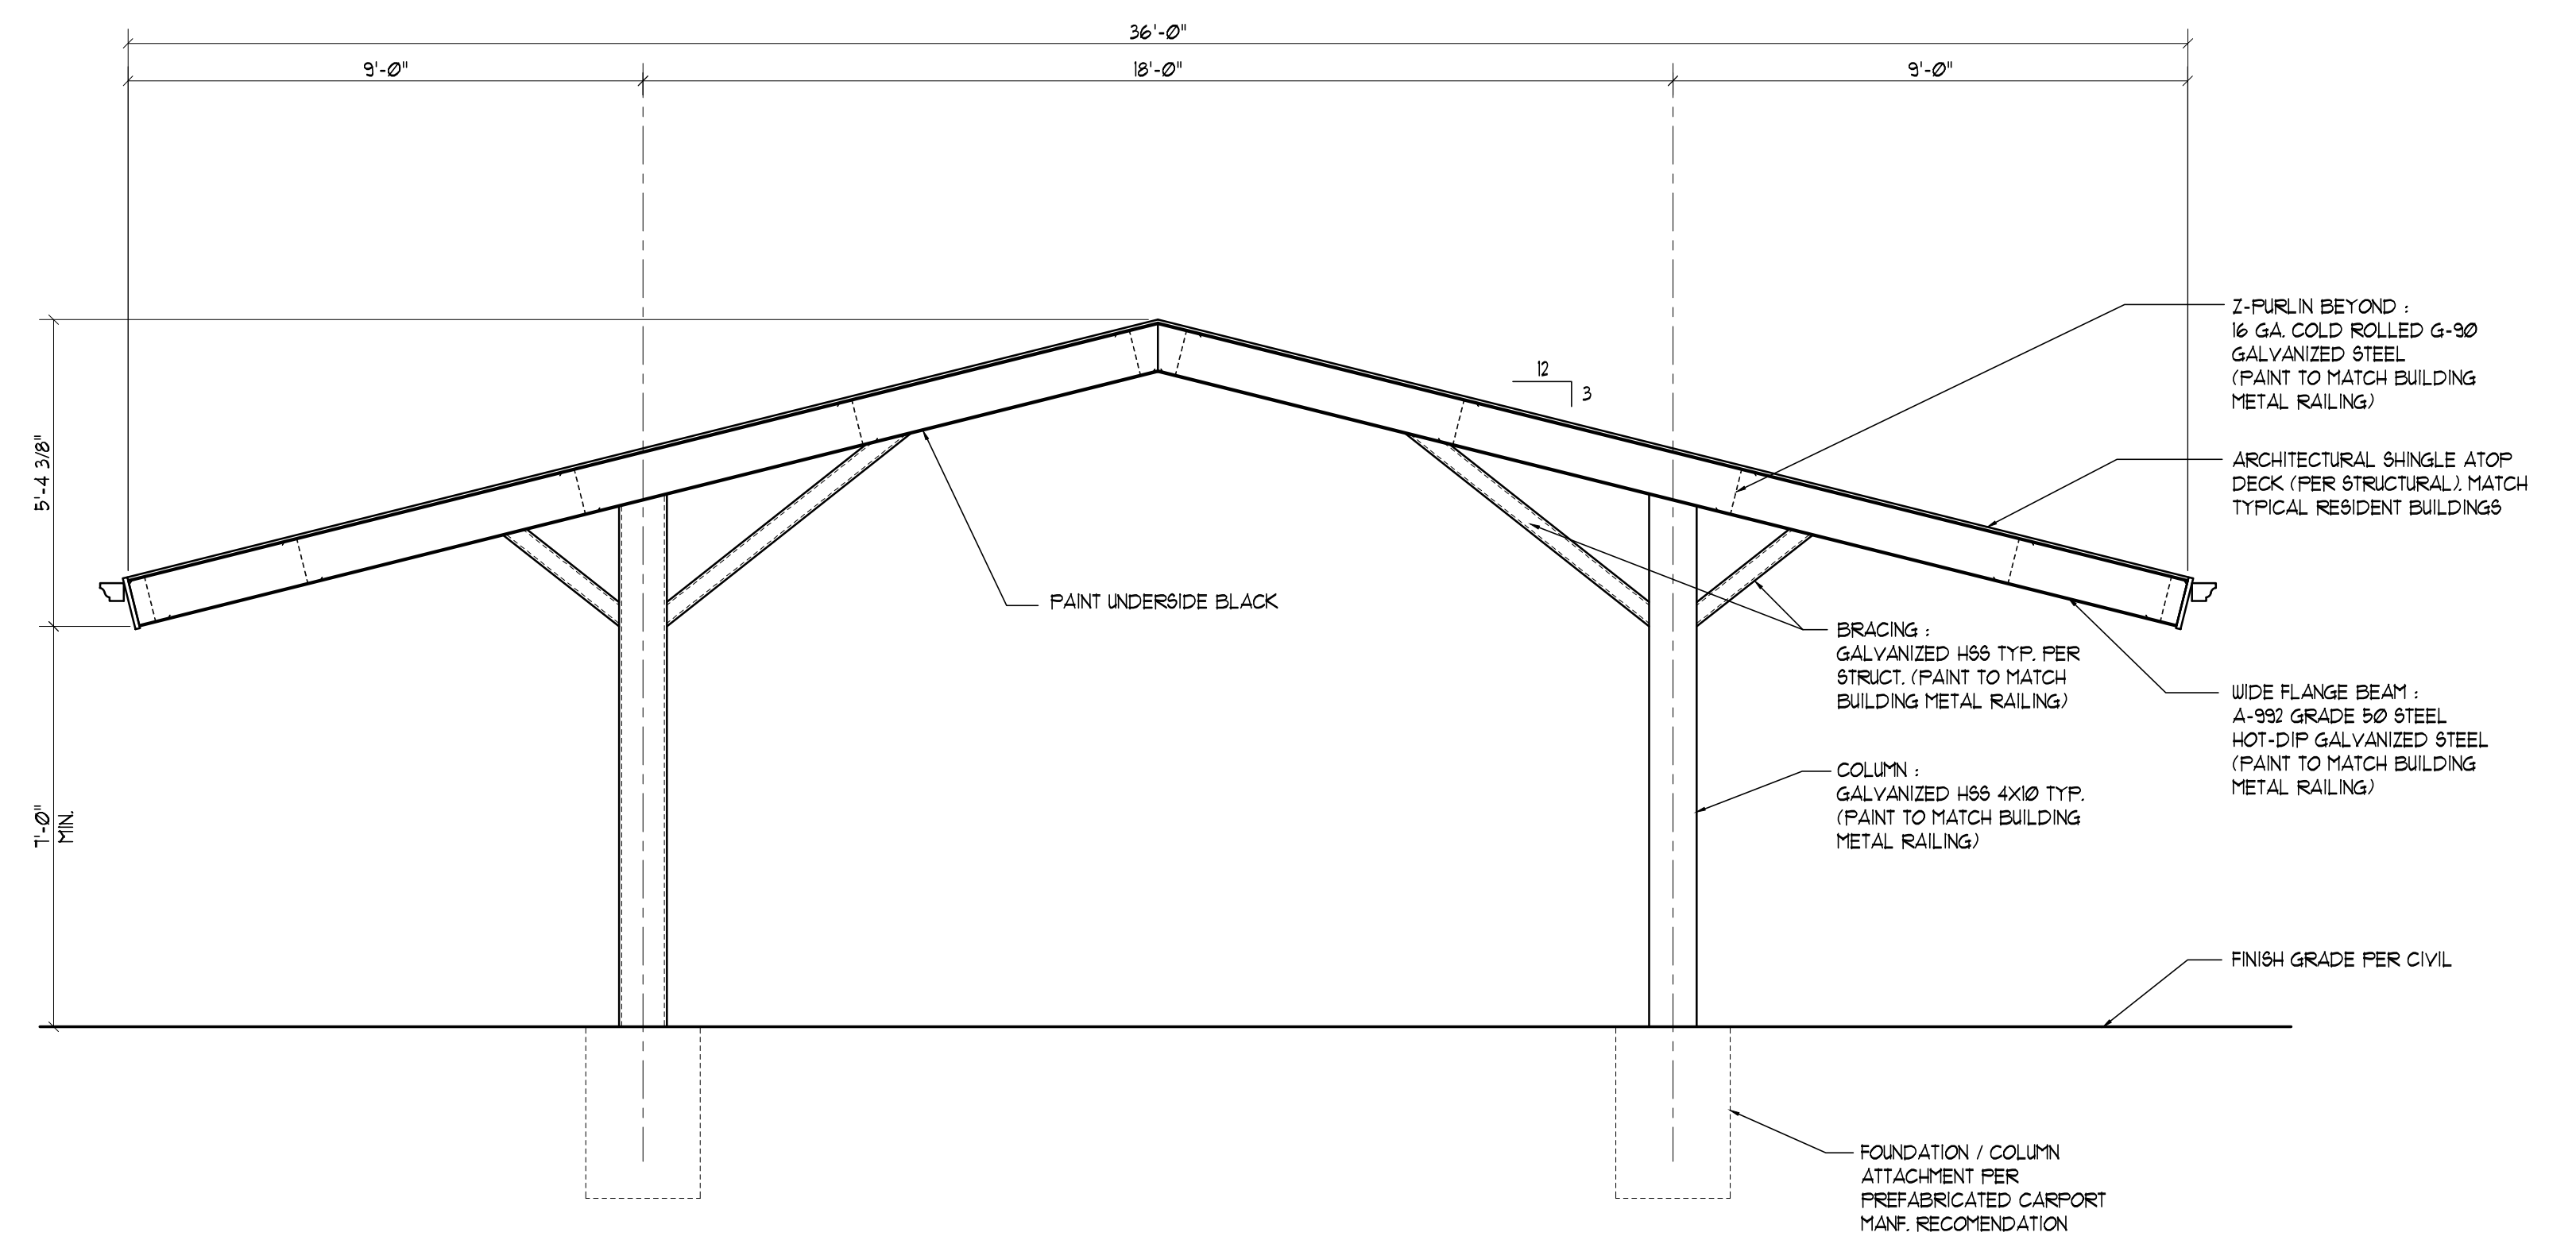 36'-0"
9'-0"
18'-0"
9'-0"
Z-PURLIN BEYOND :
16 GA. COLD ROLLED G-90
GALVANIZED STEEL
(PAINT TO MATCH BUILDING
METAL RAILING)
12
3
5'-4 3/8"
ARCHITECTURAL SHINGLE ATOP
DECK (PER STRUCTURAL). MATCH
TYPICAL RESIDENT BUILDINGS
PAINT UNDERSIDE BLACK
BRACING :
GALVANIZED HSS TYP. PER
STRUCT. (PAINT TO MATCH
BUILDING METAL RAILING)
WIDE FLANGE BEAM :
A-992 GRADE 50 STEEL
HOT-DIP GALVANIZED STEEL
(PAINT TO MATCH BUILDING
METAL RAILING)
COLUMN :
GALVANIZED HSS 4X10 TYP.
(PAINT TO MATCH BUILDING
METAL RAILING)
7'-0"
MIN.
FINISH GRADE PER CIVIL
FOUNDATION / COLUMN
ATTACHMENT PER
PREFABRICATED CARPORT
MANF. RECOMENDATION